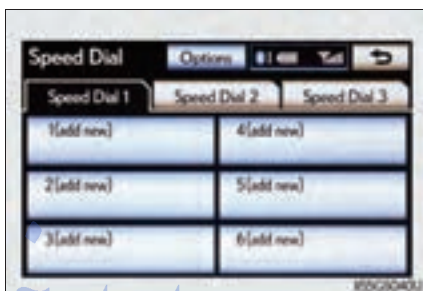 Speed Dial Options
Speed Dial 1 Speed Dial 2 Speed Dial 3
1(add new) 4(add new)
2(add new) 5(add new)
3(add new) 6(add new)